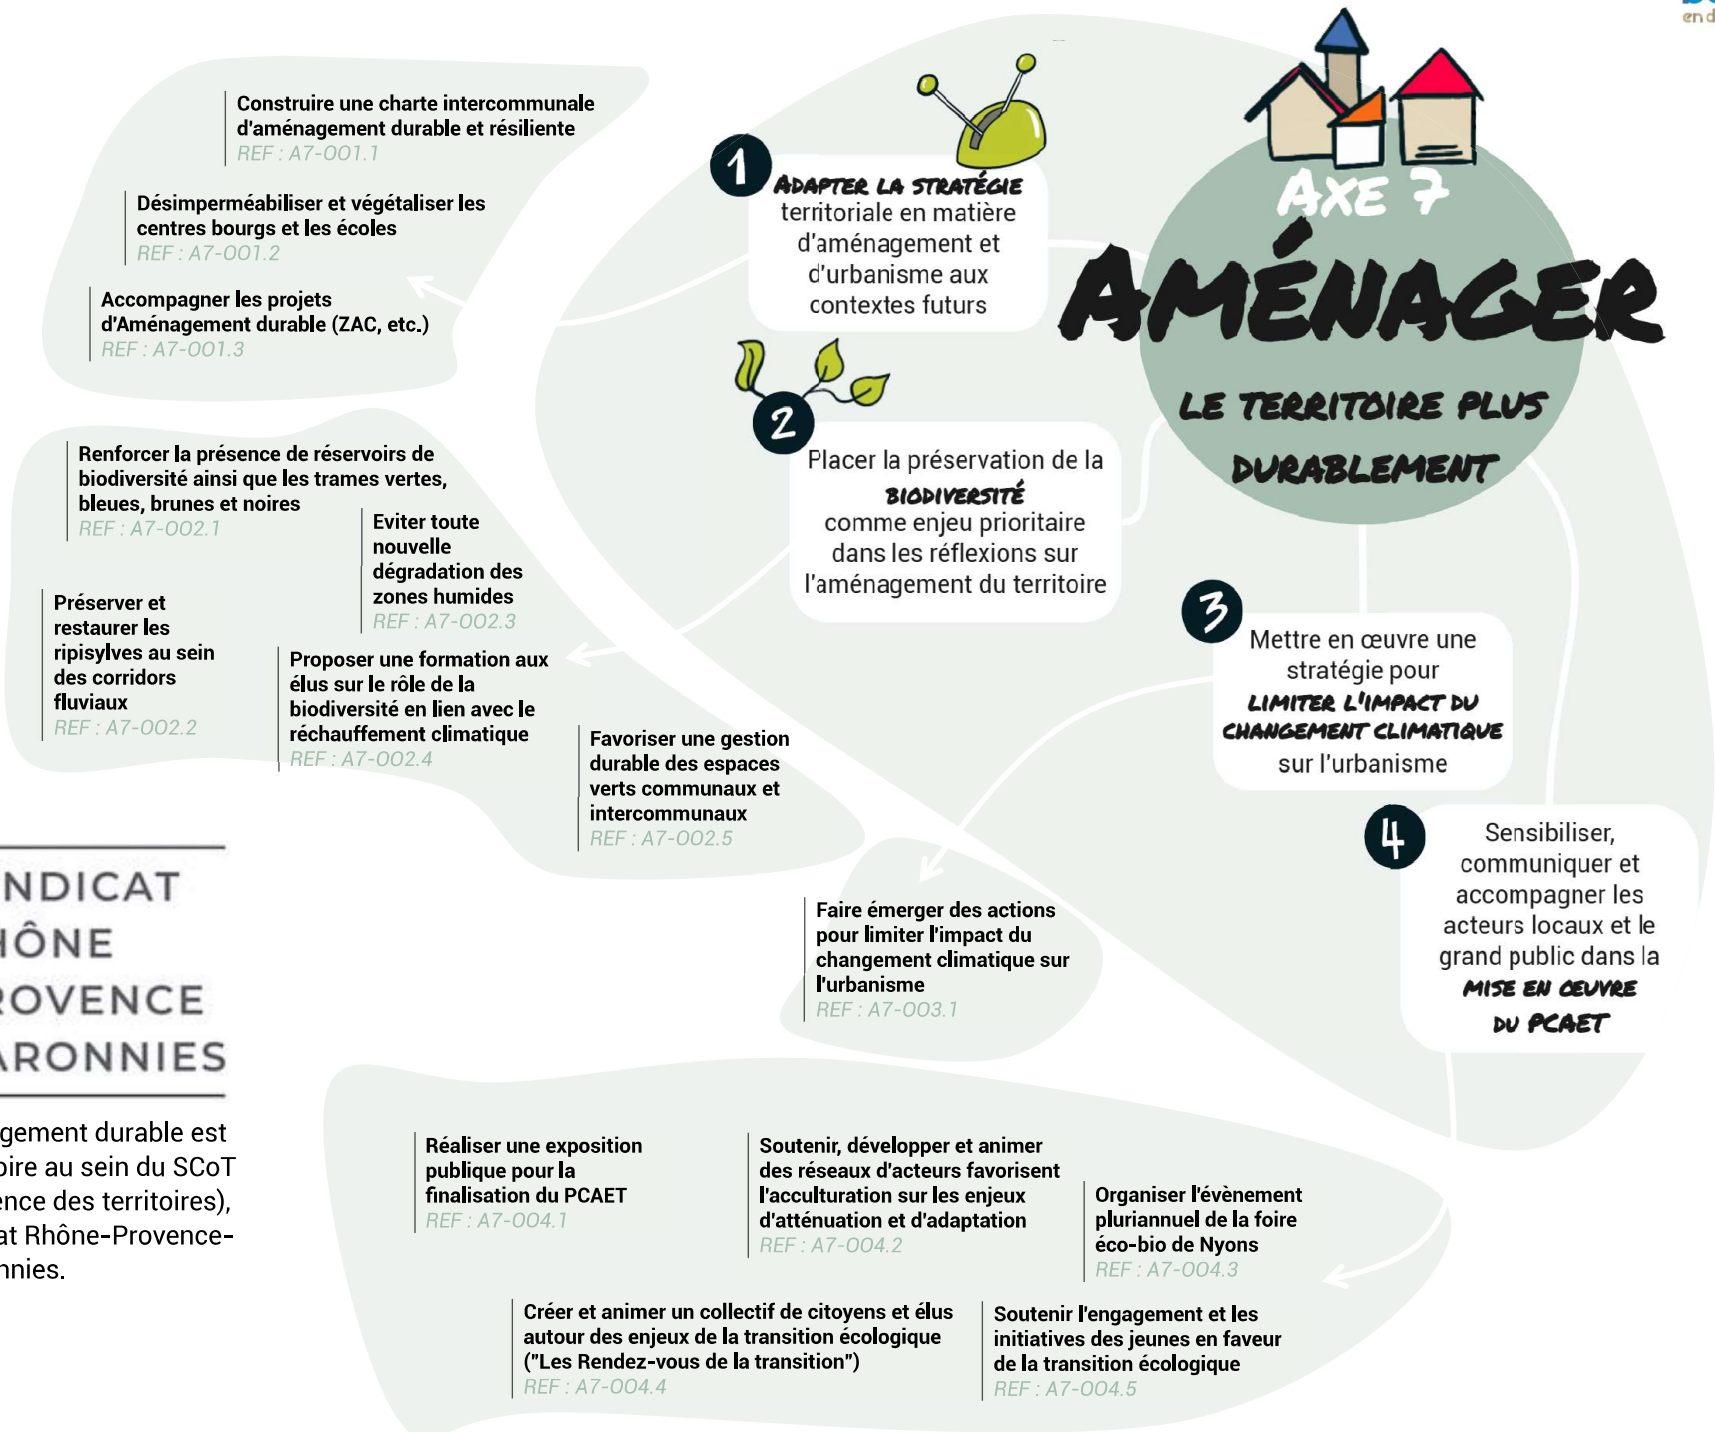 AXE 7
AMÉNAGER
LE TERRITOIRE PLUS
DURABLEMENT
1
ADAPTER LA STRATÉGIE
territoriale en matière
d'aménagement et
d'urbanisme aux
contextes futurs
Construire une charte intercommunale
d'aménagement durable et résiliente
REF : A7-001.1
Désimperméabiliser et végétaliser les
centres bourgs et les écoles
REF : A7-001.2
Accompagner les projets
d'Aménagement durable (ZAC, etc.)
REF : A7-001.3
2
Placer la préservation de la
BIODIVERSITÉ
comme enjeu prioritaire
dans les réflexions sur
l'aménagement du territoire
Renforcer la présence de réservoirs de
biodiversité ainsi que les trames vertes,
bleues, brunes et noires
REF : A7-002.1
Eviter toute
nouvelle
dégradation des
zones humides
REF : A7-002.3
Préserver et
restaurer les
ripisylves au sein
des corridors
fluviaux
REF : A7-002.2
Proposer une formation aux
élus sur le rôle de la
biodiversité en lien avec le
réchauffement climatique
REF : A7-002.4
Favoriser une gestion
durable des espaces
verts communaux et
intercommunaux
REF : A7-002.5
3
Mettre en œuvre une
stratégie pour
LIMITER L'IMPACT DU
CHANGEMENT CLIMATIQUE
sur l'urbanisme
Faire émerger des actions
pour limiter l'impact du
changement climatique sur
l'urbanisme
REF : A7-003.1
4
Sensibiliser,
communiquer et
accompagner les
acteurs locaux et le
grand public dans la
MISE EN ŒUVRE
DU PCAET
Réaliser une exposition
publique pour la
finalisation du PCAET
REF : A7-004.1
Soutenir, développer et animer
des réseaux d'acteurs favorisent
l'acculturation sur les enjeux
d'atténuation et d'adaptation
REF : A7-004.2
Organiser l'évènement
pluriannuel de la foire
éco-bio de Nyons
REF : A7-004.3
Créer et animer un collectif de citoyens et élus
autour des enjeux de la transition écologique
("Les Rendez-vous de la transition")
REF : A7-004.4
Soutenir l'engagement et les
initiatives des jeunes en faveur
de la transition écologique
REF : A7-004.5
NDICAT
HÔNE
ROVENCE
ARONNIES
gement durable est
oire au sein du SCoT
ence des territoires),
at Rhône-Provence-
nnies.
en d